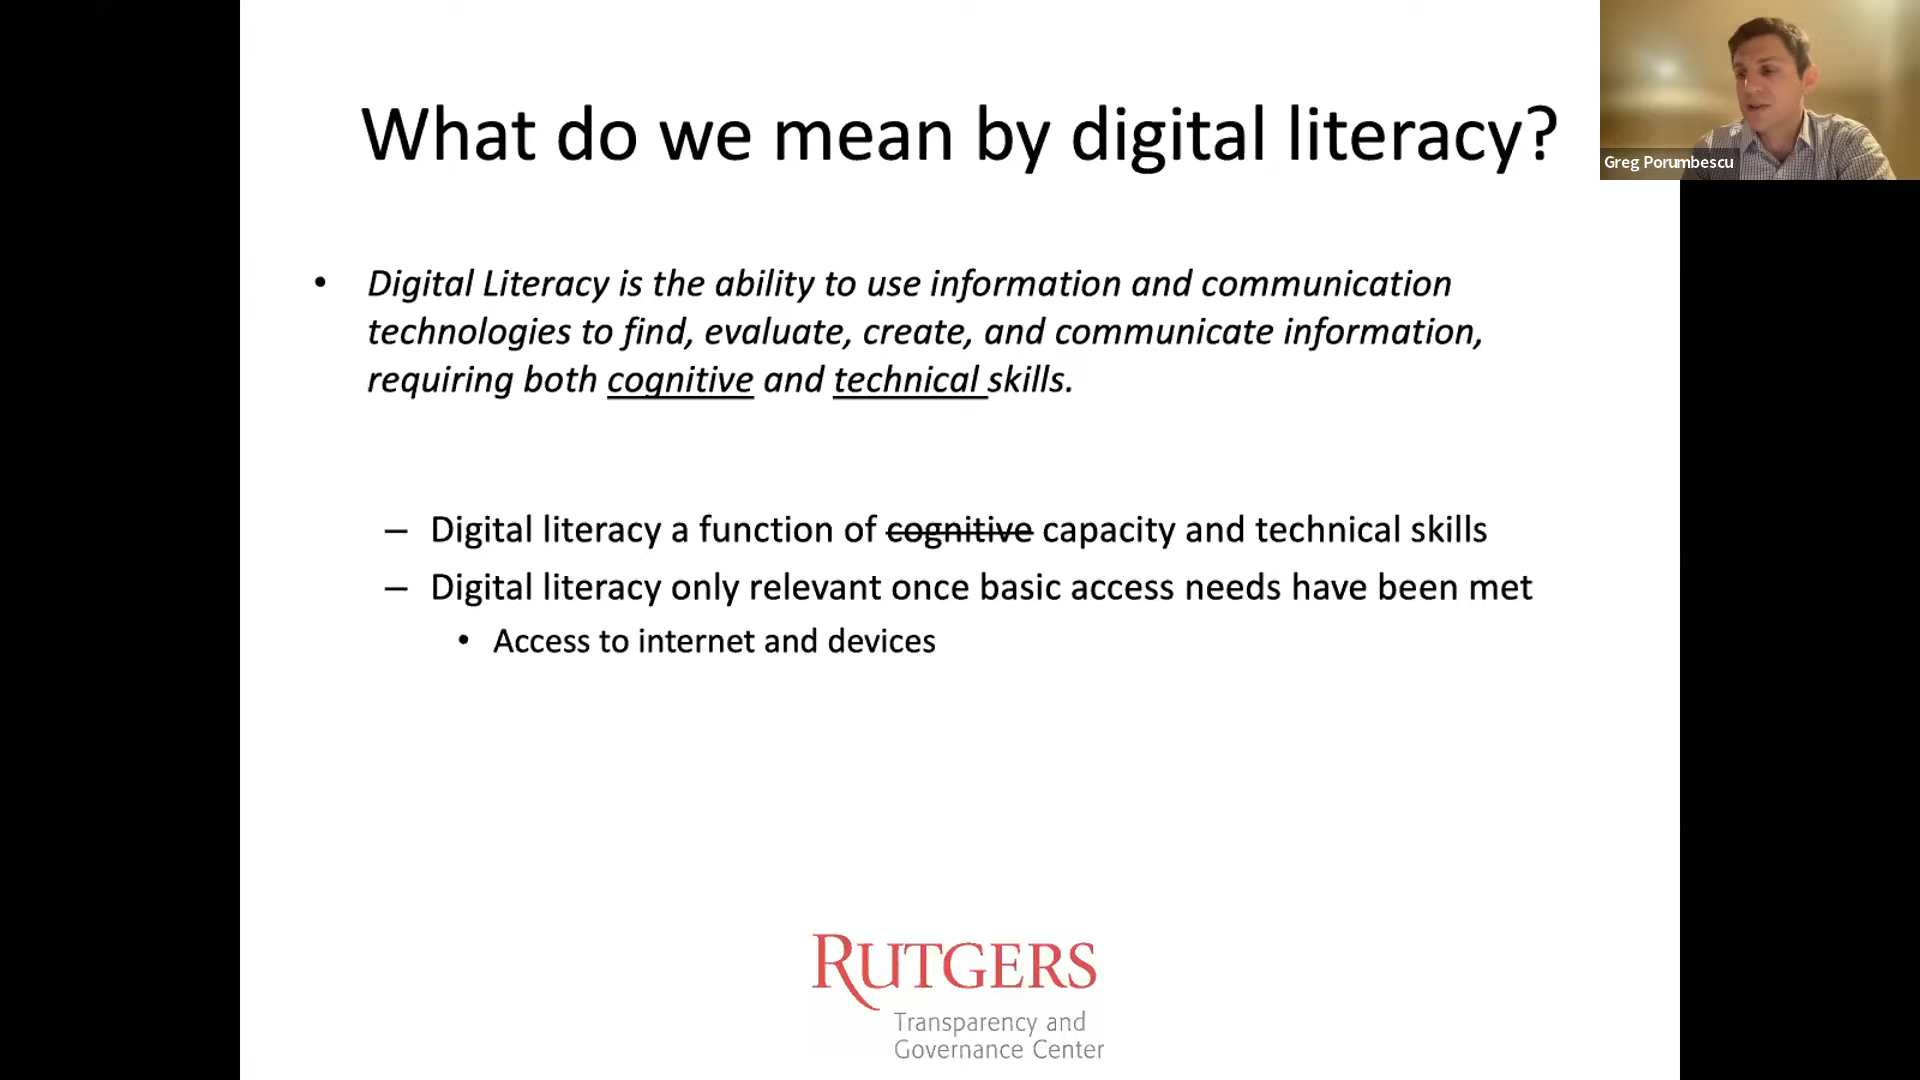 What do we mean by digital literacy?
Greg Porumbescu
• Digital Literacy is the ability to use information and communication
technologies to find, evaluate, create, and communicate information,
requiring both cognitive and technical skills.
– Digital literacy a function of cognitive capacity and technical skills
– Digital literacy only relevant once basic access needs have been met
• Access to internet and devices
RUTGERS
Transparency and
Governance Center